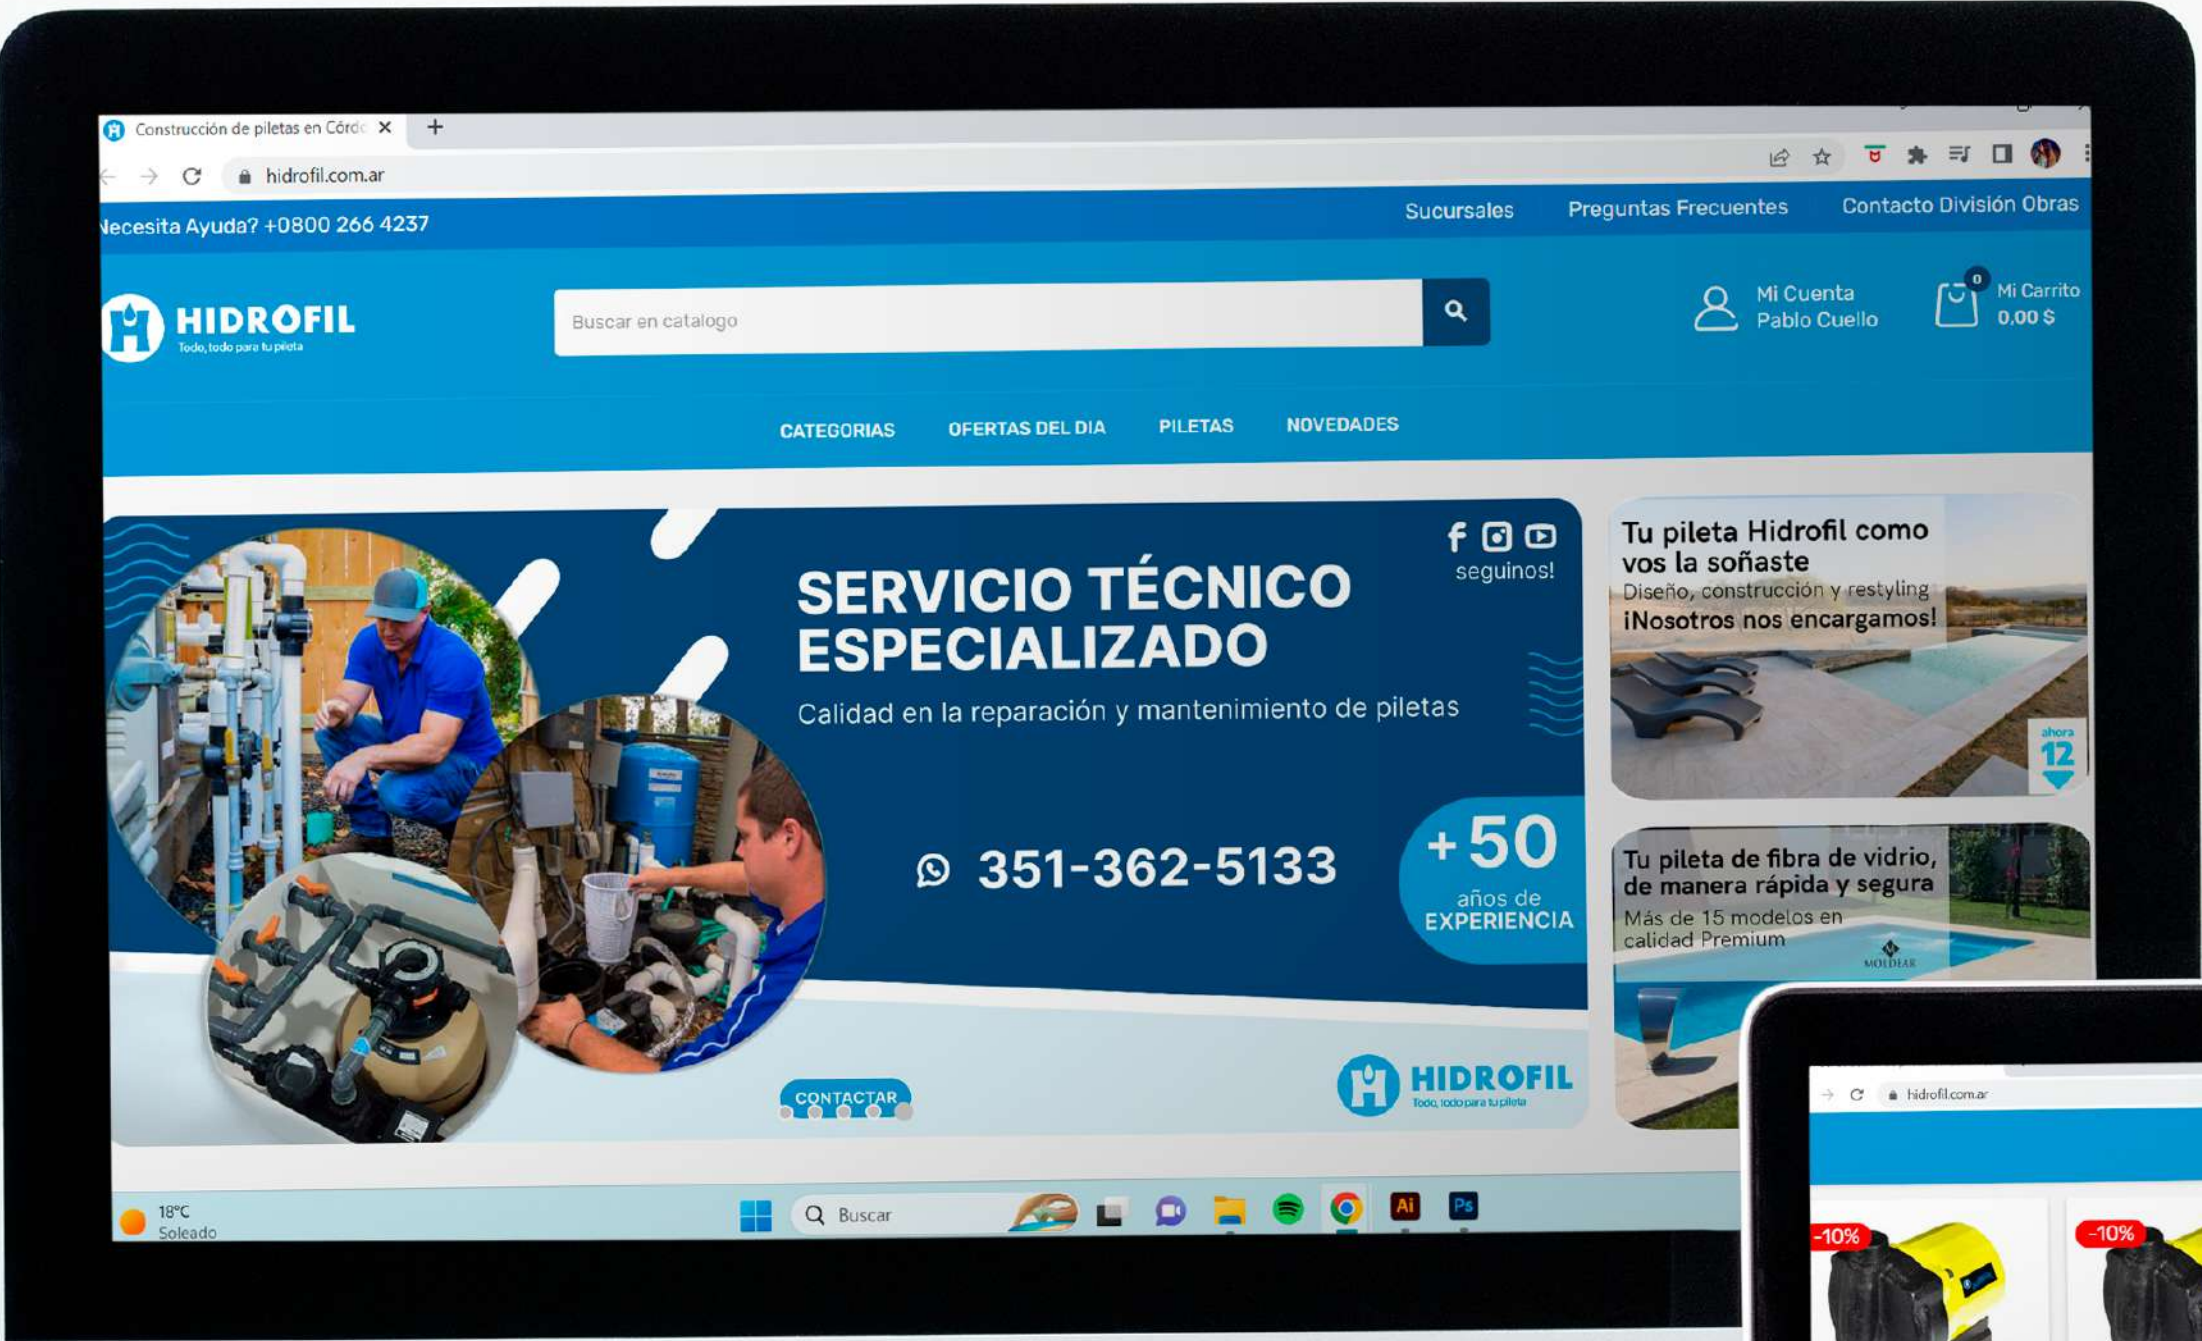 Construcción de piletas en Córdo
hidrofil.com.ar
Necesita Ayuda? +0800 266 4237
Sucursales
Preguntas Frecuentes
Contacto División Obras
HIDROFIL
Todo, todo para tu pileta
Buscar en catalogo
Mi Cuenta
Pablo Cuello
0
Mi Carrito
0,00 $
CATEGORIAS
OFERTAS DEL DIA
PILETAS
NOVEDADES
SERVICIO TÉCNICO
ESPECIALIZADO
Calidad en la reparación y mantenimiento de piletas
seguinos!
351-362-5133
+50
años de
EXPERIENCIA
CONTACTAR
HIDROFIL
Todo, todo para tu pileta
Tu pileta Hidrofil como
vos la soñaste
Diseño, construcción y restyling
¡Nosotros nos encargamos!
ahora
12
Tu pileta de fibra de vidrio,
de manera rápida y segura
Más de 15 modelos en
calidad Premium
MOLDEAR
18°C
Soleado
Buscar
Ai
Ps
hidrofil.com.ar
-10%
-10%